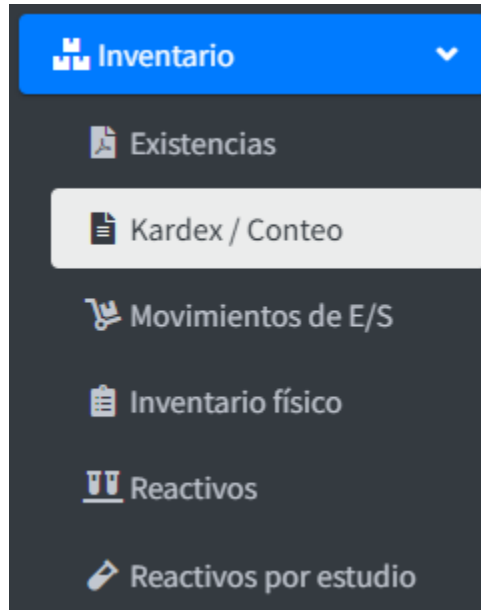 Inventario
Existencias
Kardex / Conteo
Movimientos de E/S
Inventario físico
Reactivos
Reactivos por estudio